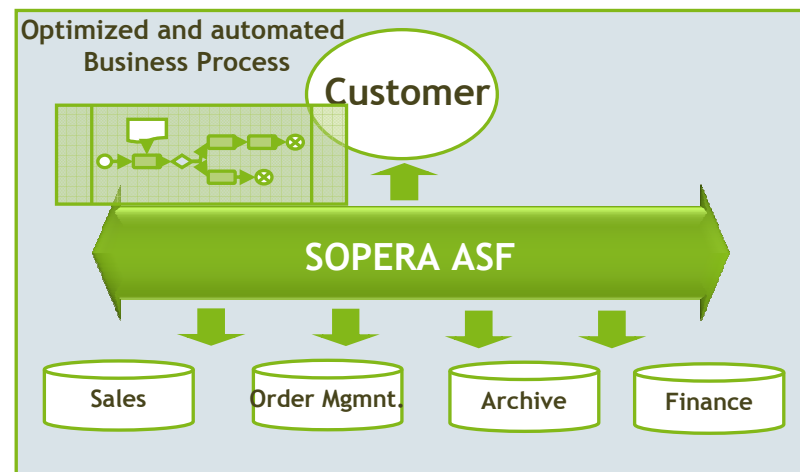 Optimized and automated
Business Process
Customer
SOPERA ASF
Sales
Order Mgmnt.
Archive
Finance